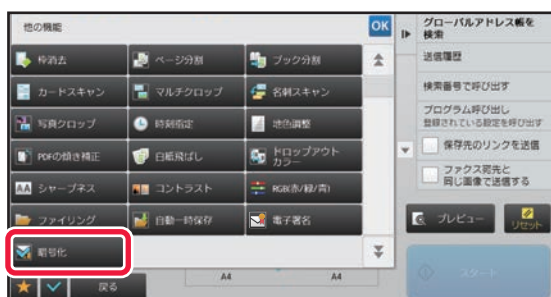 他の機能
OK
枠消去
ページ分割
ブック分割
カードスキャン
マルチクロップ
名刺スキャン
写真クロップ
時刻指定
地色調整
PDFの傾き補正
白紙飛ばし
ドロップアウト
カラー
シャープネス
コントラスト
RGB(赤/緑/青)
ファイリング
自動一時保存
電子署名
暗号化
戻る
A4
A4
グローバルアドレス帳を
検索
送信履歴
検索番号で呼び出す
プログラム呼び出し
登録されている設定を呼び出す
保存先のリンクを送信
ファクス宛先と
同じ画像で送信する
プレビュー
リセット
スタート